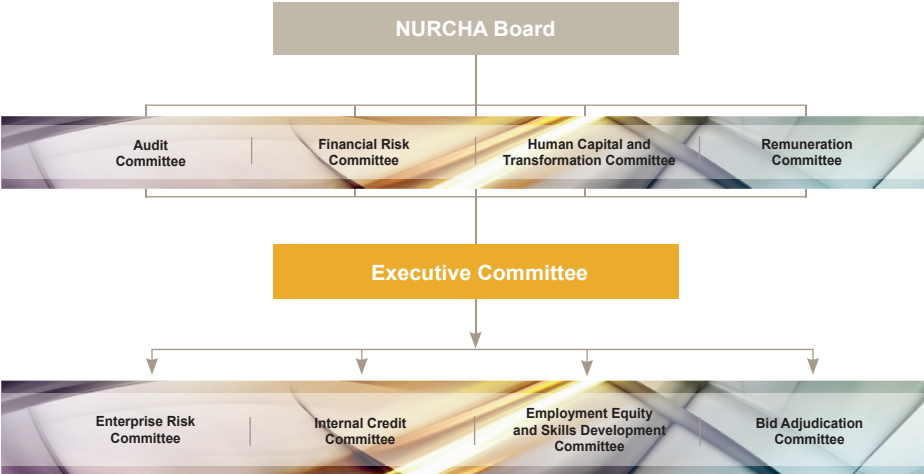 NURCHA Board
Audit
Committee
Financial Risk
Committee
Human Capital and
Transformation Committee
Remuneration
Committee
Executive Committee
Enterprise Risk
Committee
Internal Credit
Committee
Employment Equity
and Skills Development
Committee
Bid Adjudication
Committee